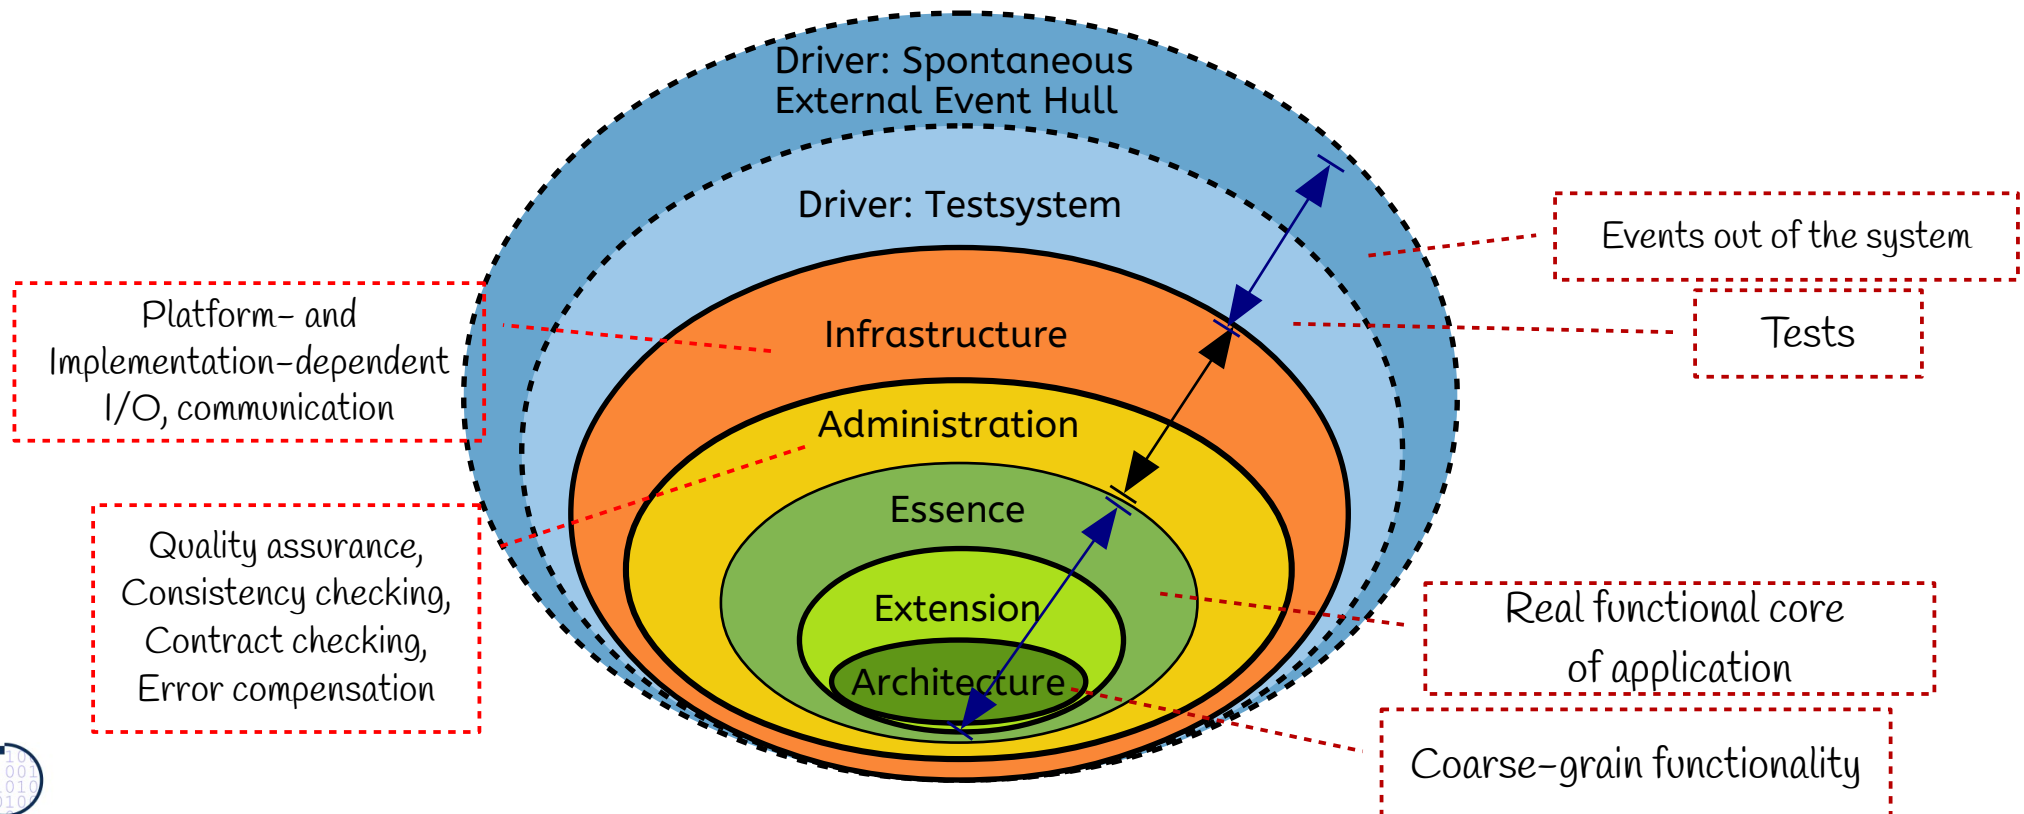 Driver: Spontaneous
External Event Hull
Driver: Testsystem
Infrastructure
Administration
Essence
Extension
Architecture
Platform- and
Implementation-dependent
I/O, communication
Quality assurance,
Consistency checking,
Contract checking,
Error compensation
Events out of the system
Tests
Real functional core
of application
Coarse-grain functionality